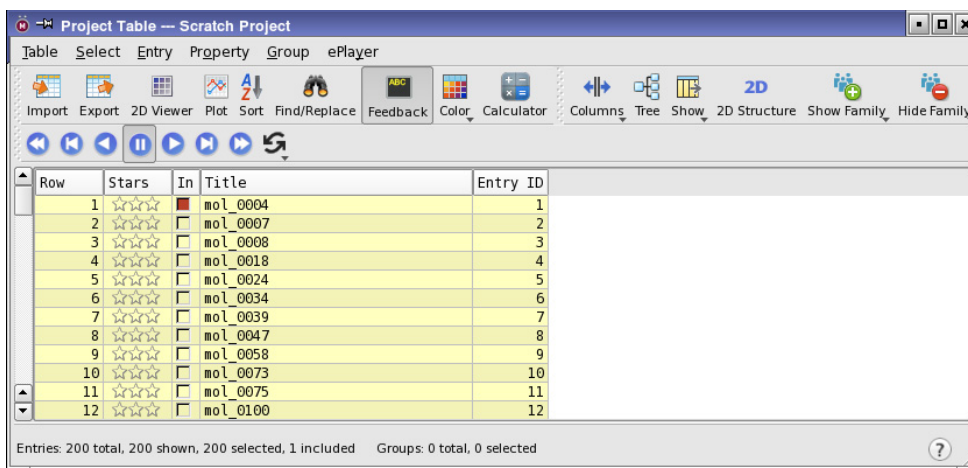 Project Table --- Scratch Project
Table Select Entry Property Group ePlayer
ABC 2D
Import Export 2D Viewer Plot Sort Find/Replace Feedback Color Calculator Columns Tree Show 2D Structure Show Family Hide Family
Row Stars In Title Entry ID
1 mol_0004 1
2 mol_0007 2
3 mol_0008 3
4 mol_0018 4
5 mol_0024 5
6 mol_0034 6
7 mol_0039 7
8 mol_0047 8
9 mol_0058 9
10 mol_0073 10
11 mol_0075 11
12 mol_0100 12
Entries: 200 total, 200 shown, 200 selected, 1 included Groups: 0 total, 0 selected ?